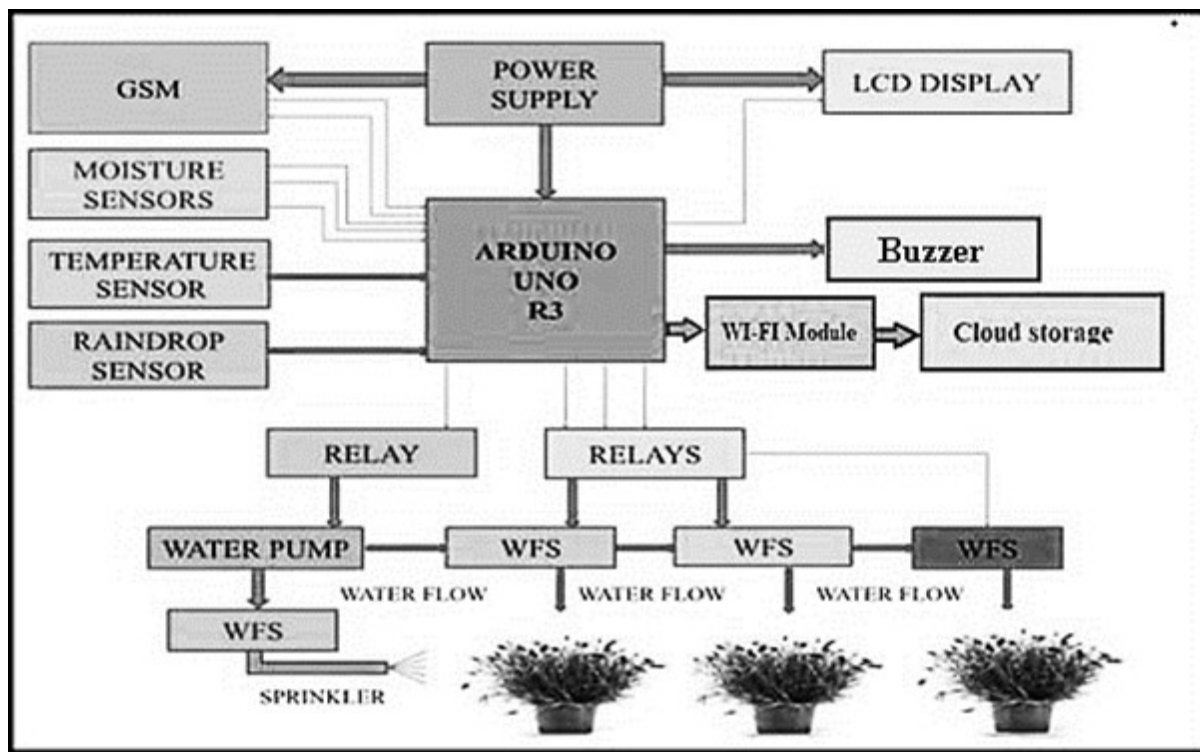 GSM
POWER
SUPPLY
LCD DISPLAY
MOISTURE
SENSORS
TEMPERATURE
SENSOR
RAINDROP
SENSOR
ARDUINO
UNO
R3
Buzzer
WI-FI Module
Cloud storage
RELAY
RELAYS
WATER PUMP
WFS
WFS
WFS
WATER FLOW
WATER FLOW
WATER FLOW
WFS
SPRINKLER